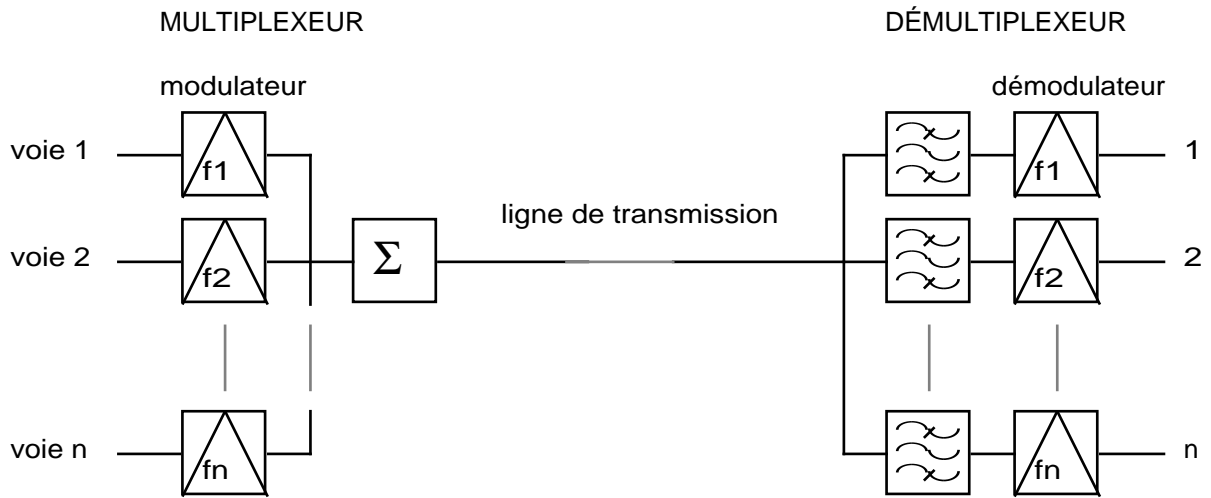 MULTIPLEXEUR DÉMULTIPLEXEUR
modulateur démodulateur
voie 1 f1 f1 1
ligne de transmission
voie 2 f2 Σ f2 2
voie n fn fn n